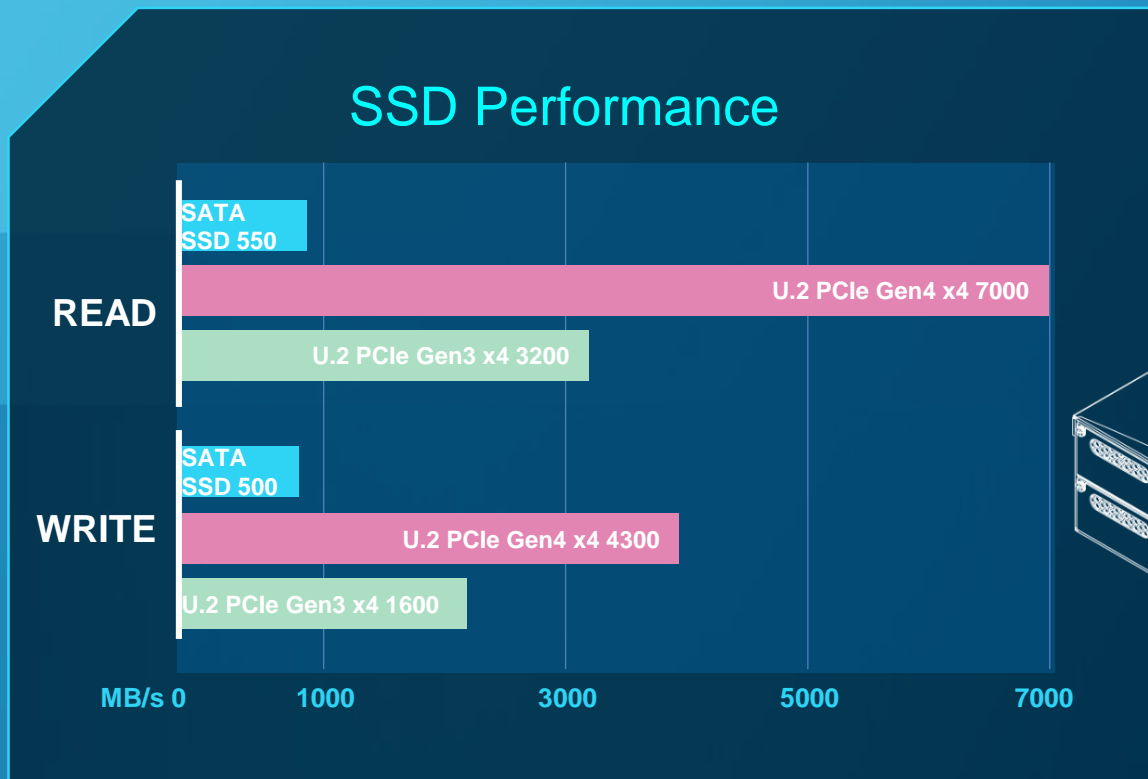 SSD Performance
READ
SATA
SSD 550
U.2 PCIe Gen4 x4 7000
U.2 PCIe Gen3 x4 3200
WRITE
SATA
SSD 500
U.2 PCIe Gen4 x4 4300
U.2 PCIe Gen3 x4 1600
MB/s 0 1000 3000 5000 7000